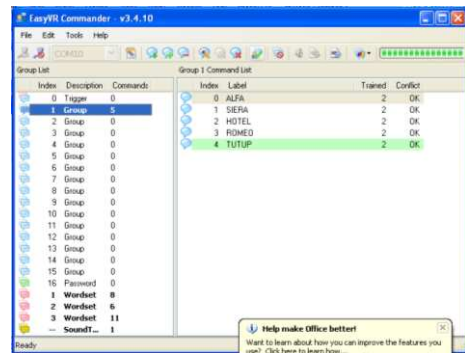 EasyVR Commander - v3.4.10
File Edit Tools Help
COM10
Group List
Group 1 Command List
Index Description Commands
0 Trigger 0
1 Group 5
2 Group 0
3 Group 0
4 Group 0
5 Group 0
6 Group 0
7 Group 0
8 Group 0
9 Group 0
10 Group 0
11 Group 0
12 Group 0
13 Group 0
14 Group 0
15 Group 0
16 Password 0
1 Wordset 8
2 Wordset 6
3 Wordset 11
-- SoundT... 1
Index Label Trained Conflict
0 ALFA 2 OK
1 SIERA 2 OK
2 HOTEL 2 OK
3 ROMEO 2 OK
4 TUTUP 2 OK
Ready
Help make Office better!
Want to learn about how you can improve the features you
use? Click here to learn how...